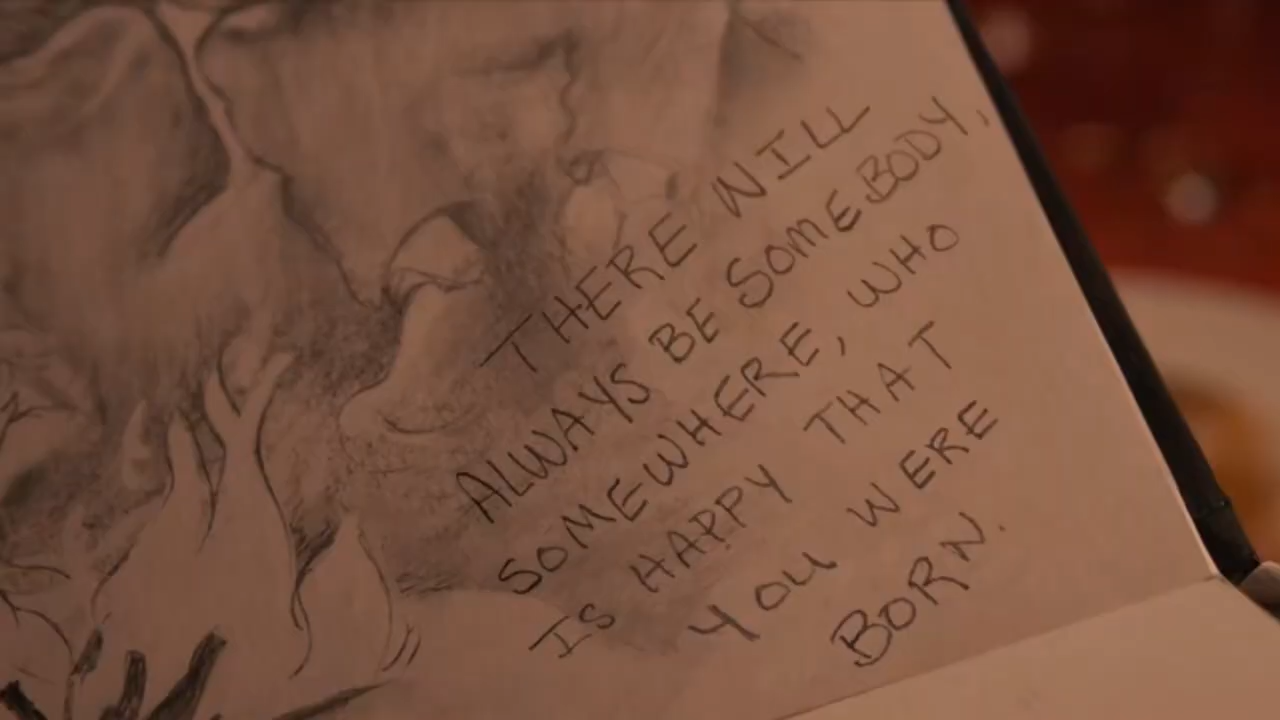 THERE WILL
ALWAYS BE SOMEBODY,
SOMEWHERE, WHO
IS HAPPY THAT
YOU WERE
BORN.